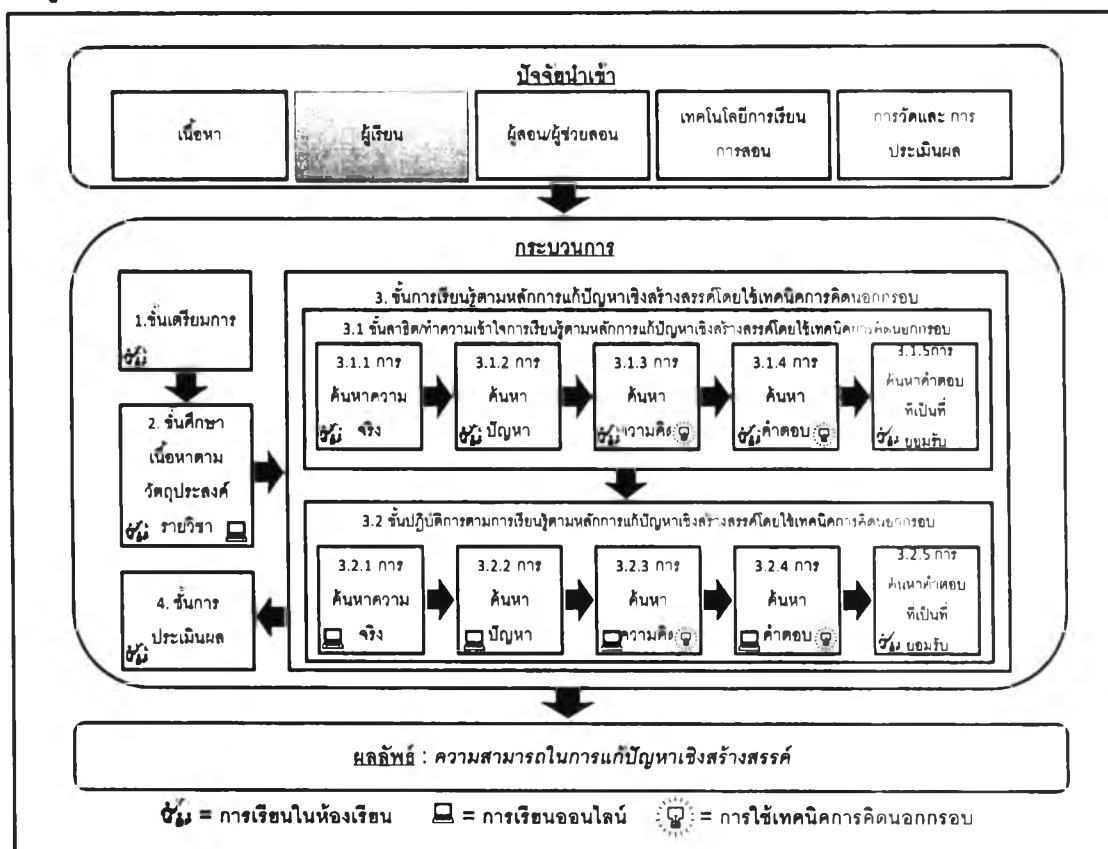 ปัจจัยนำเข้า
เนื้อหา
ผู้เรียน
ผู้สอน/ผู้ช่วยสอน
เทคโนโลยีการเรียน
การสอน
การวัดและ การ
ประเมินผล
กระบวนการ
1.ขั้นเตรียมการ
2. ขั้นศึกษา
เนื้อหาตาม
วัตถุประสงค์
รายวิชา
3. ขั้นการเรียนรู้ตามหลักการแก้ปัญหาเชิงสร้างสรรค์โดยใช้เทคนิคการคิดนอกกรอบ
3.1 ขั้นสาธิต/ทำความเข้าใจการเรียนรู้ตามหลักการแก้ปัญหาเชิงสร้างสรรค์โดยใช้เทคนิคการคิดนอกกรอบ
3.1.1 การ
ค้นหาความ
จริง
3.1.2 การ
ค้นหา
ปัญหา
3.1.3 การ
ค้นหา
ความคิด
3.1.4 การ
ค้นหา
คำตอบ
3.1.5การ
ค้นหาคำตอบ
ที่เป็นที่
ยอมรับ
3.2 ขั้นปฏิบัติการตามการเรียนรู้ตามหลักการแก้ปัญหาเชิงสร้างสรรค์โดยใช้เทคนิคการคิดนอกกรอบ
3.2.1 การ
ค้นหาความ
จริง
3.2.2 การ
ค้นหา
ปัญหา
3.2.3 การ
ค้นหา
ความคิด
3.2.4 การ
ค้นหา
คำตอบ
3.2.5 การ
ค้นหาคำตอบ
ที่เป็นที่
ยอมรับ
4. ขั้นการ
ประเมินผล
ผลลัพธ์ : ความสามารถในการแก้ปัญหาเชิงสร้างสรรค์
= การเรียนในห้องเรียน
= การเรียนออนไลน์
= การใช้เทคนิคการคิดนอกกรอบ